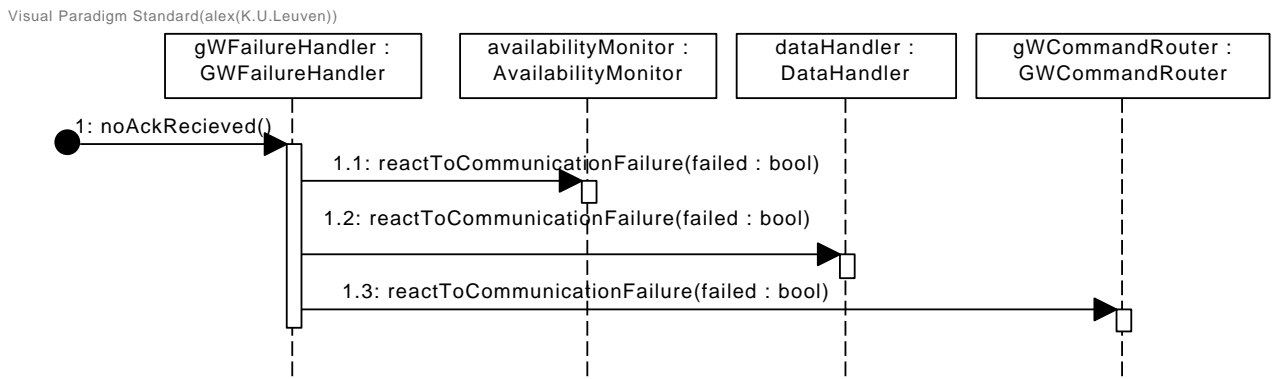 Visual Paradigm Standard(alex(K.U.Leuven))
gWFailureHandler :
GWFailureHandler
availabilityMonitor :
AvailabilityMonitor
dataHandler :
DataHandler
gWCommandRouter :
GWCommandRouter
1: noAckRecieved()
1.1: reactToCommunicationFailure(failed : bool)
1.2: reactToCommunicationFailure(failed : bool)
1.3: reactToCommunicationFailure(failed : bool)